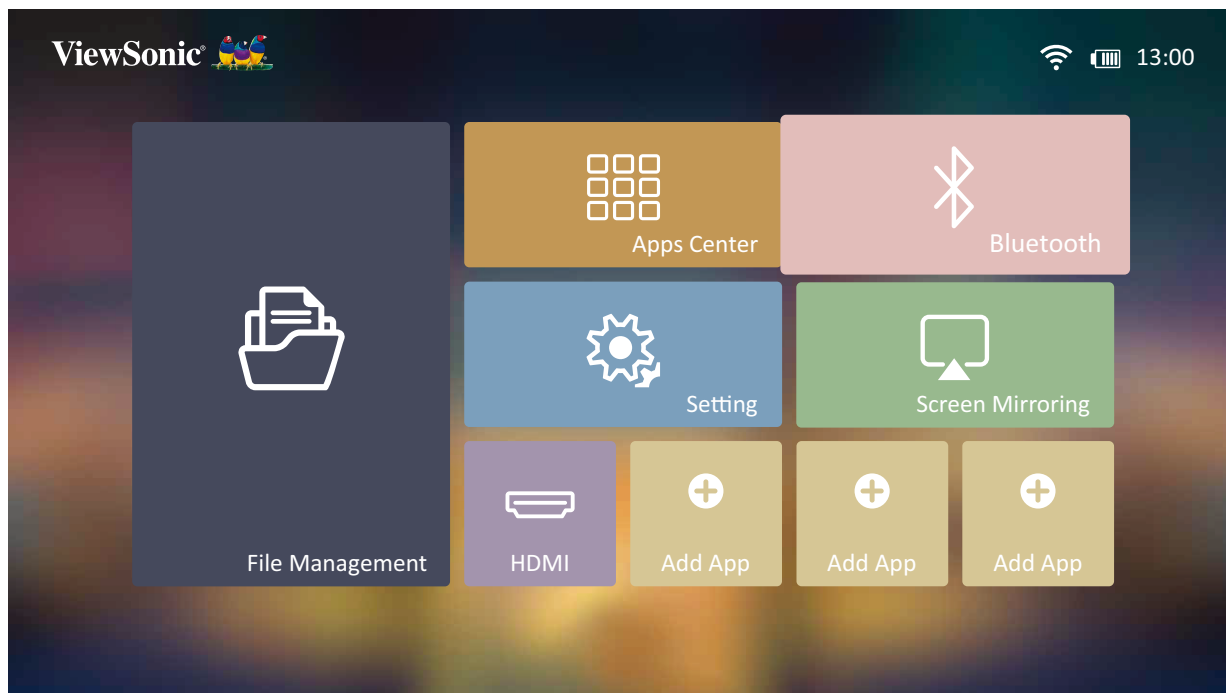 ViewSonic®
13:00
Apps Center
Bluetooth
Setting
Screen Mirroring
File Management
HDMI
Add App
Add App
Add App